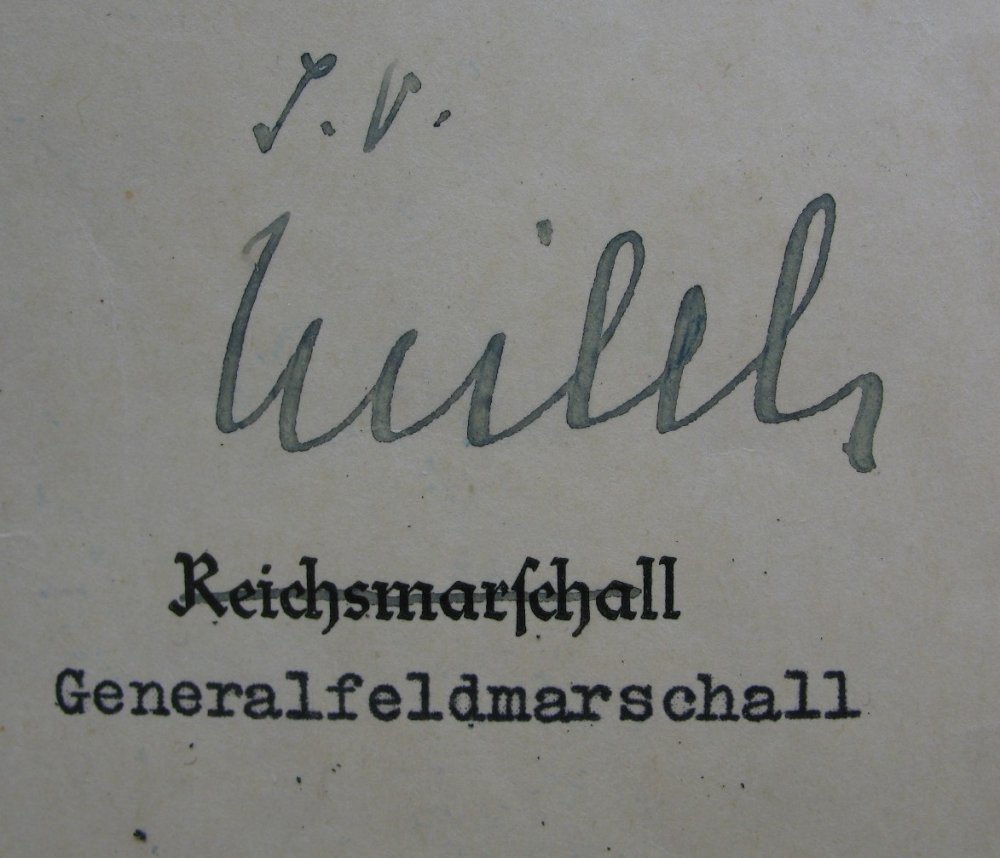 I.V.
Milch
Reichsmarschall
Generalfeldmarschall